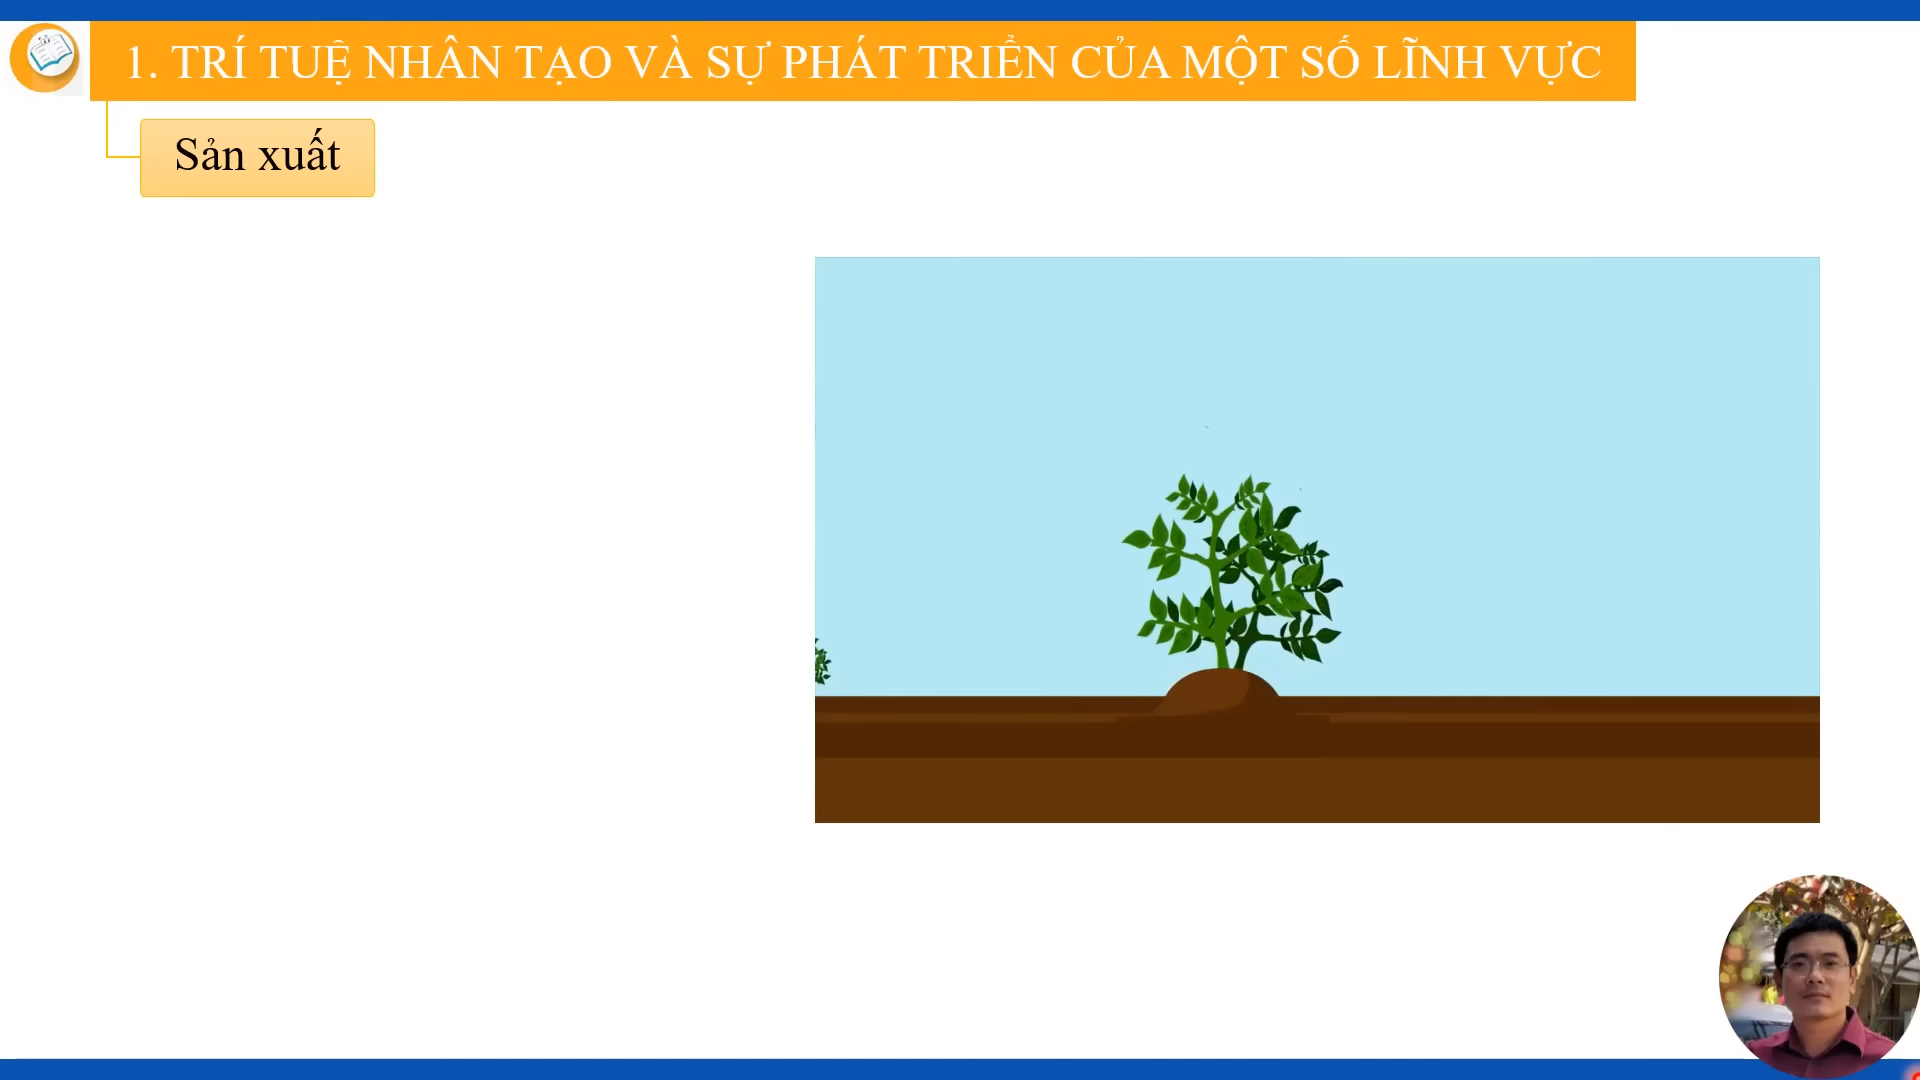 1. TRÍ TUỆ NHÂN TẠO VÀ SỰ PHÁT TRIỂN CỦA MỘT SỐ LĨNH VỰC
Sản xuất